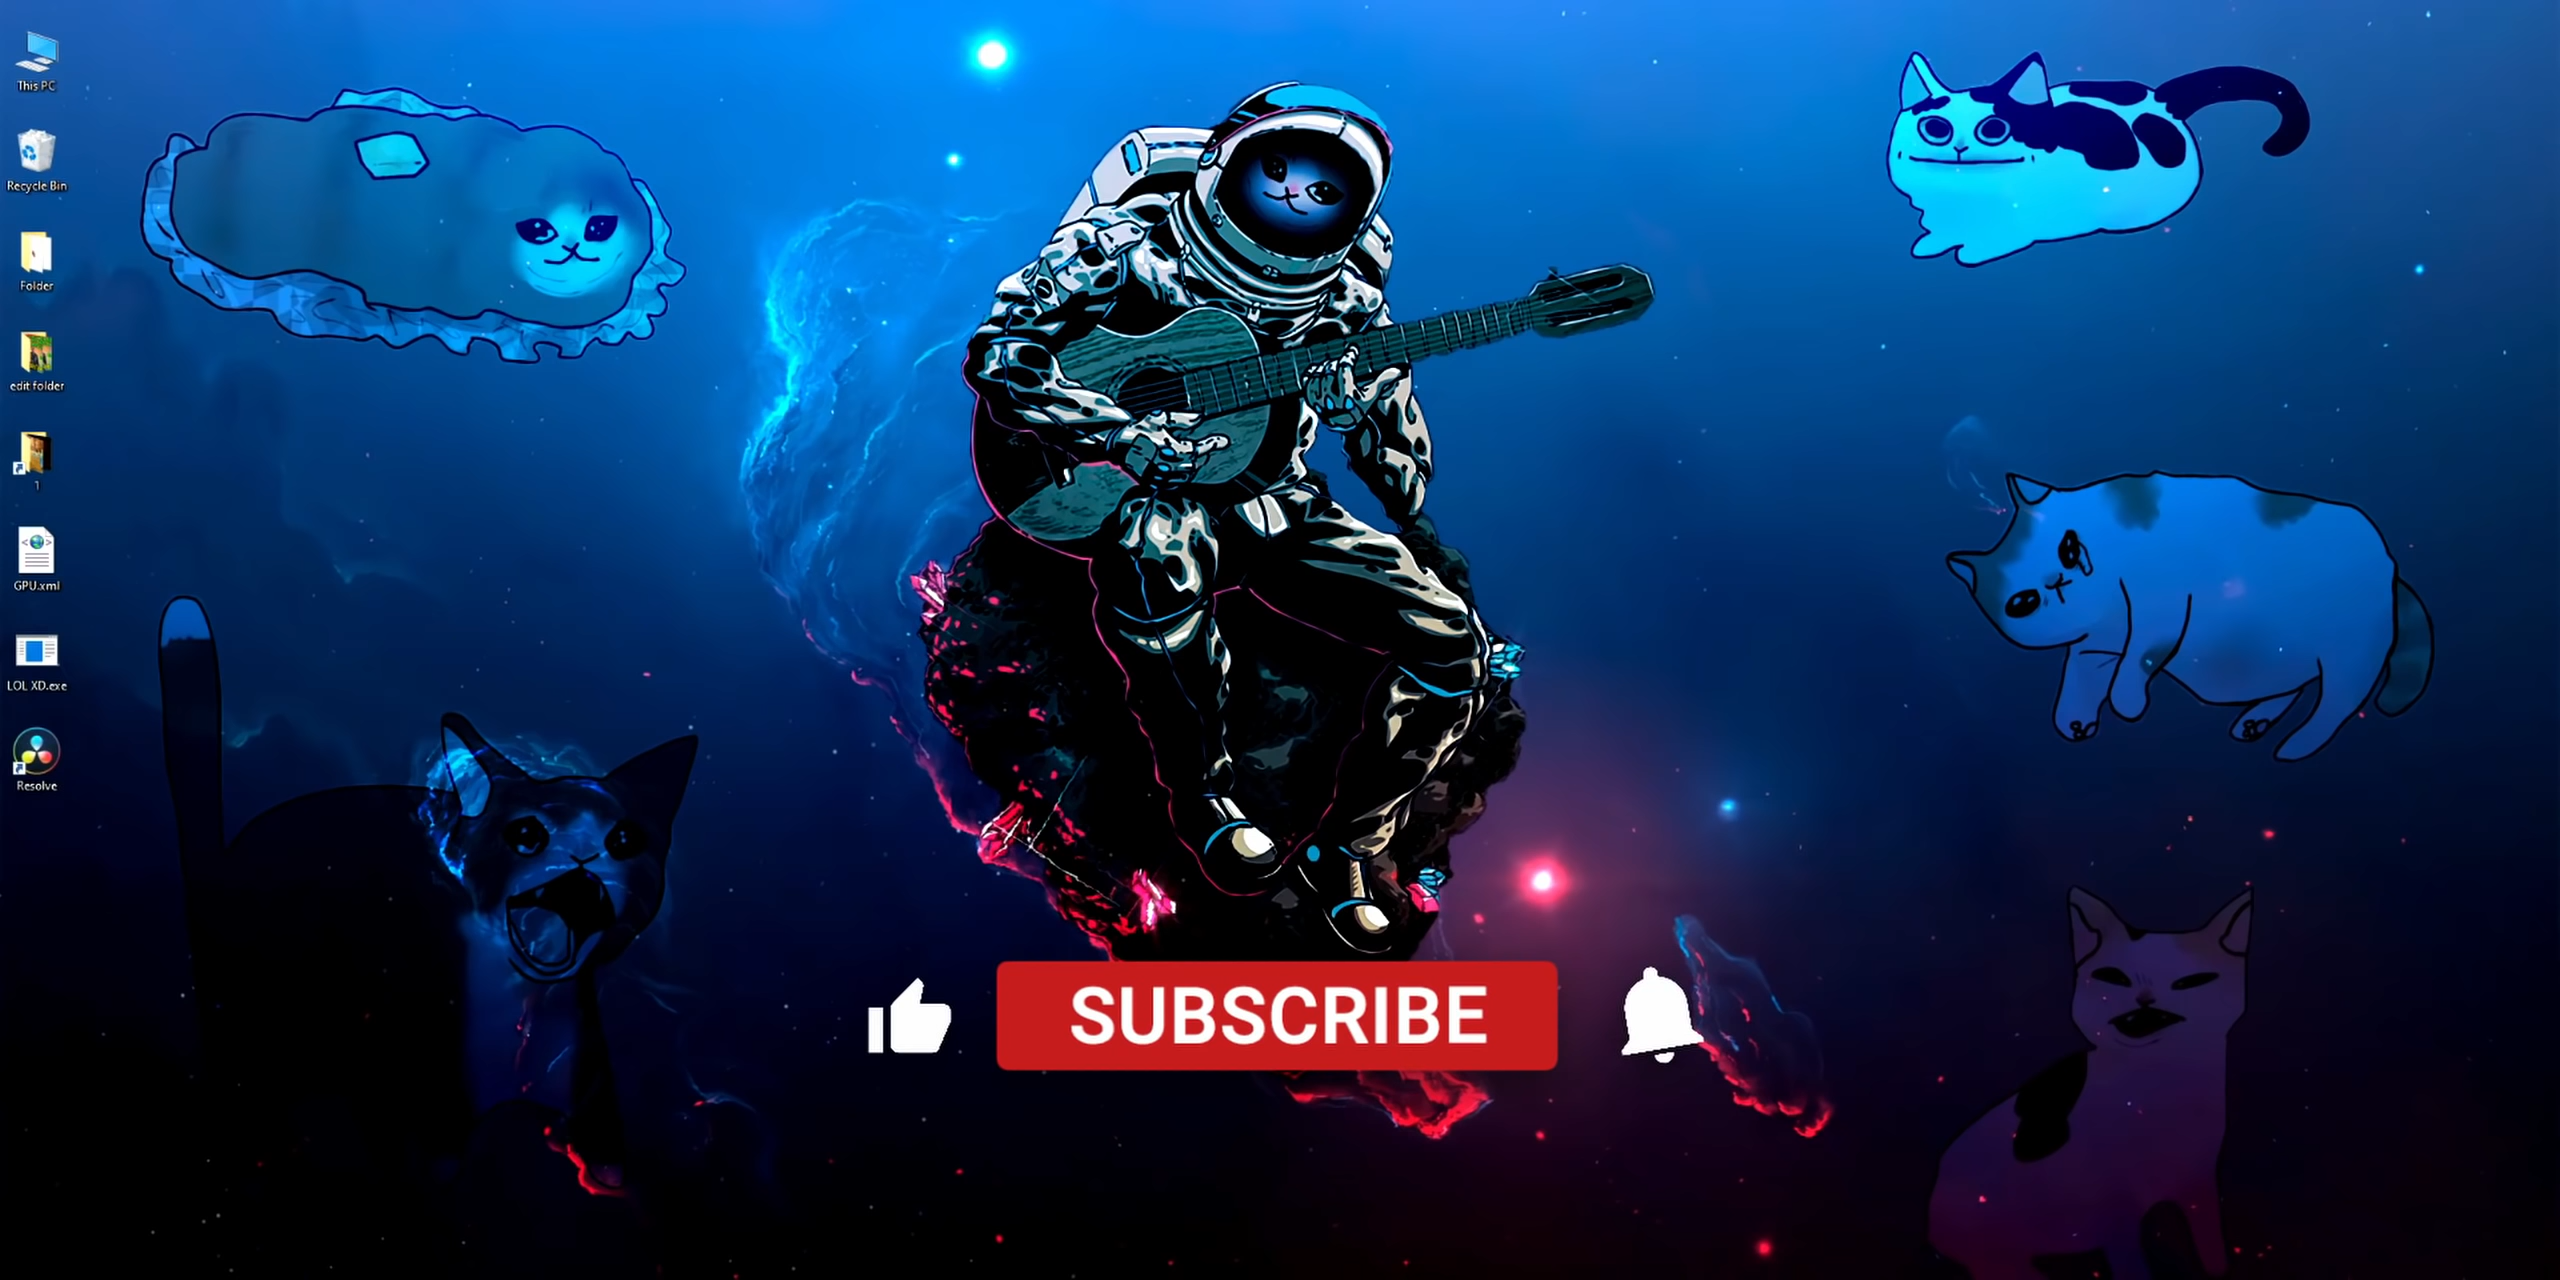 This PC
Recycle Bin
Folder
edit folder
1
GPU.xml
LOL XD.exe
Resolve
SUBSCRIBE